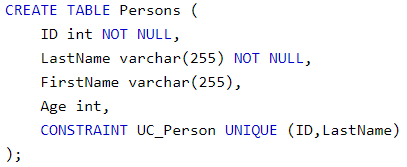 CREATE TABLE Persons (
    ID int NOT NULL,
    LastName varchar(255) NOT NULL,
    FirstName varchar(255),
    Age int,
    CONSTRAINT UC_Person UNIQUE (ID,LastName)
);